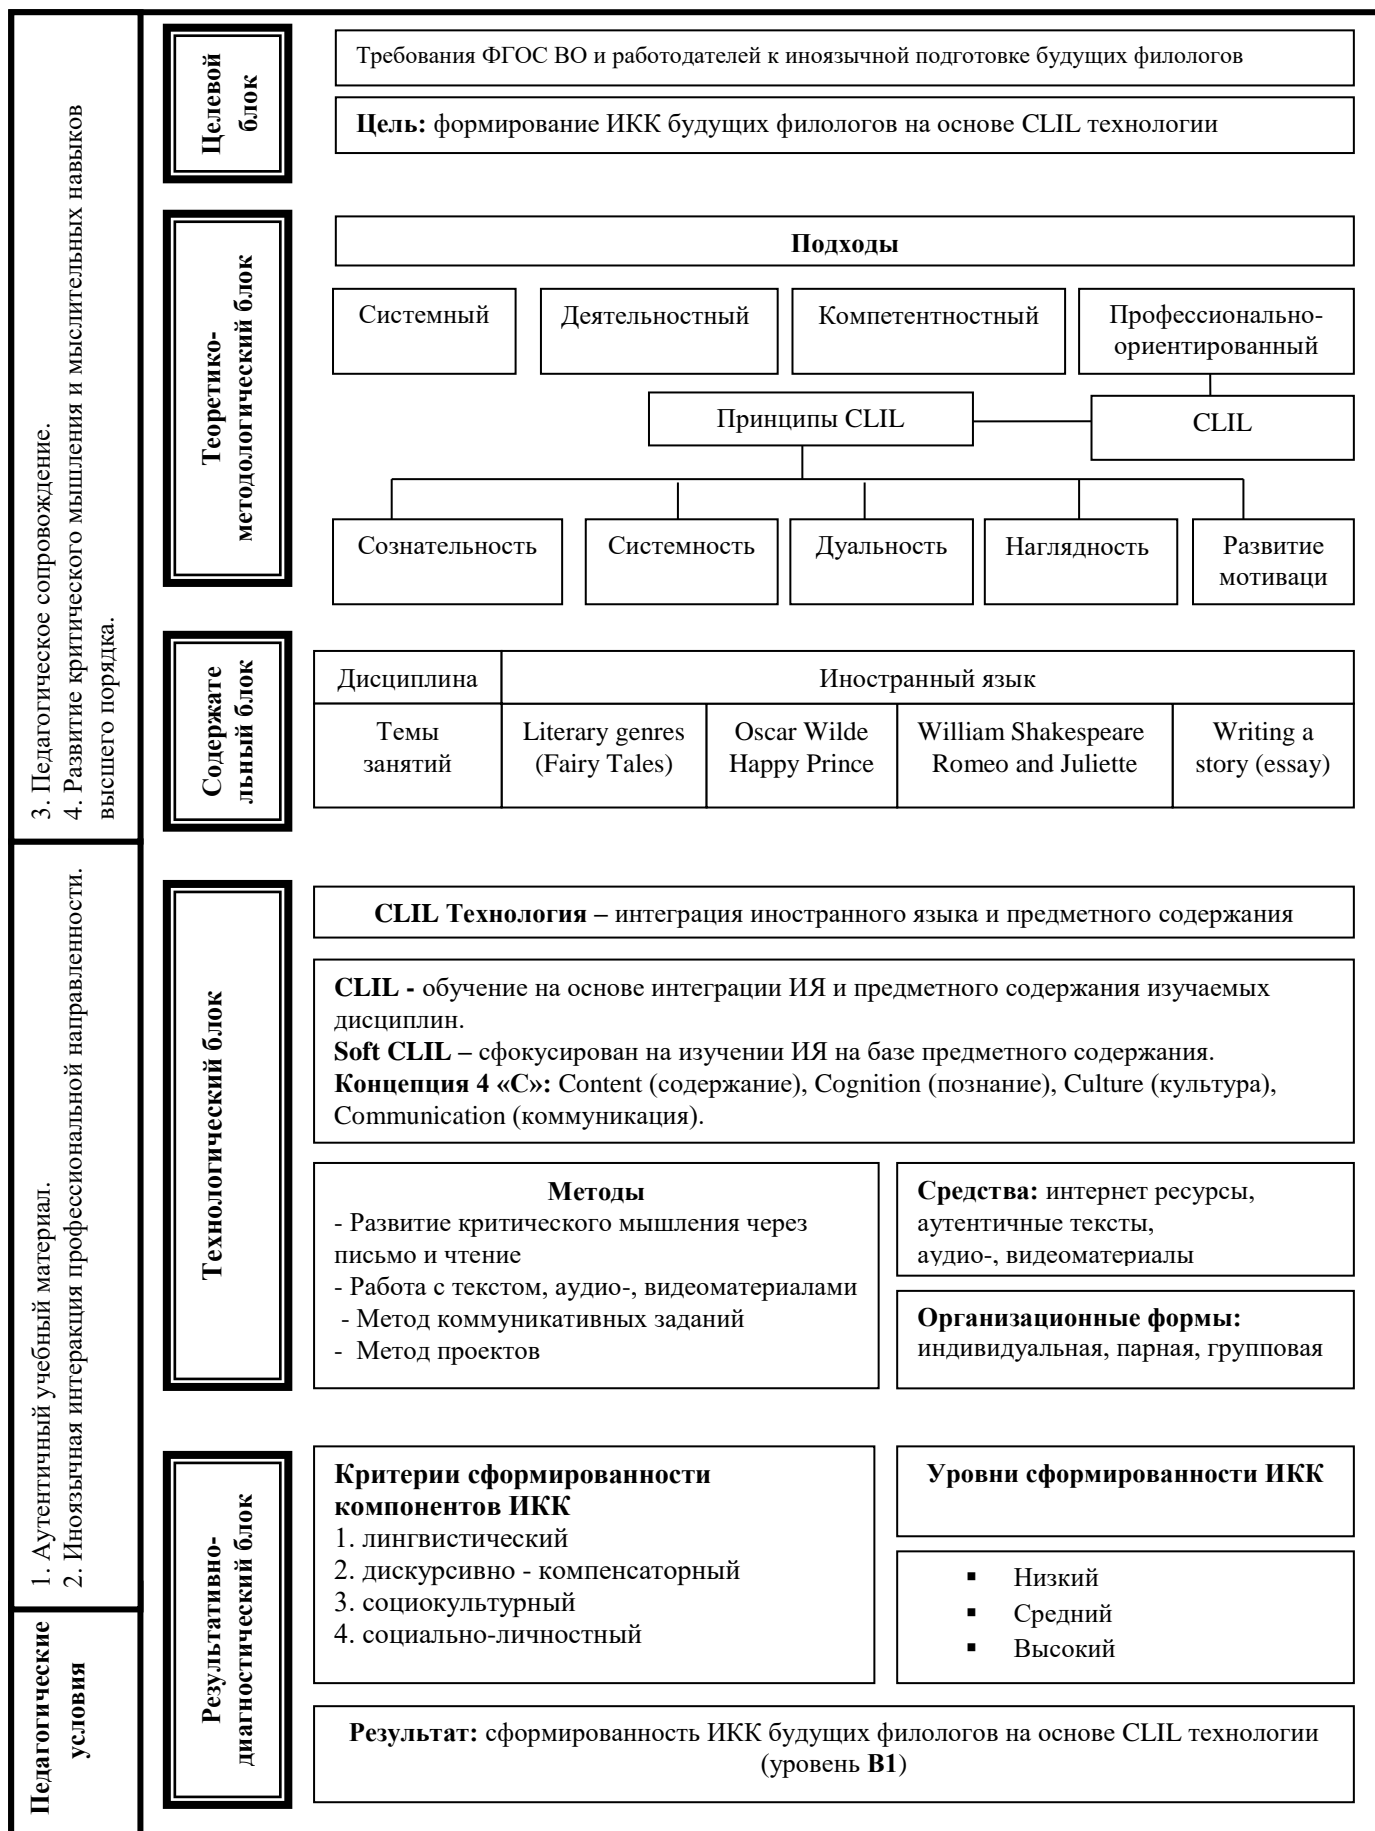 Целевой
блок
Требования ФГОС ВО и работодателей к иноязычной подготовке будущих филологов
Цель: формирование ИКК будущих филологов на основе CLIL технологии
Теоретико-
методологический блок
Подходы
Системный
Деятельностный
Компетентностный
Профессионально-
ориентированный
Принципы CLIL
CLIL
Сознательность
Системность
Дуальность
Наглядность
Развитие
мотиваци
Содержате
льный блок
Дисциплина
Иностранный язык
Темы
занятий
Literary genres
(Fairy Tales)
Oscar Wilde
Happy Prince
William Shakespeare
Romeo and Juliette
Writing a
story (essay)
Технологический блок
CLIL Технология – интеграция иностранного языка и предметного содержания
CLIL - обучение на основе интеграции ИЯ и предметного содержания изучаемых
дисциплин.
Soft CLIL – сфокусирован на изучении ИЯ на базе предметного содержания.
Концепция 4 «С»: Content (содержание), Cognition (познание), Culture (культура),
Communication (коммуникация).
Методы
- Развитие критического мышления через
письмо и чтение
- Работа с текстом, аудио-, видеоматериалами
- Метод коммуникативных заданий
- Метод проектов
Средства: интернет ресурсы,
аутентичные тексты,
аудио-, видеоматериалы
Организационные формы:
индивидуальная, парная, групповая
Результативно-
диагностический блок
Критерии сформированности
компонентов ИКК
1. лингвистический
2. дискурсивно - компенсаторный
3. социокультурный
4. социально-личностный
Уровни сформированности ИКК
▪ Низкий
▪ Средний
▪ Высокий
Результат: сформированность ИКК будущих филологов на основе CLIL технологии
(уровень B1)
Педагогические
условия
1. Аутентичный учебный материал.
2. Иноязычная интеракция профессиональной направленности.
3. Педагогическое сопровождение.
4. Развитие критического мышления и мыслительных навыков
высшего порядка.